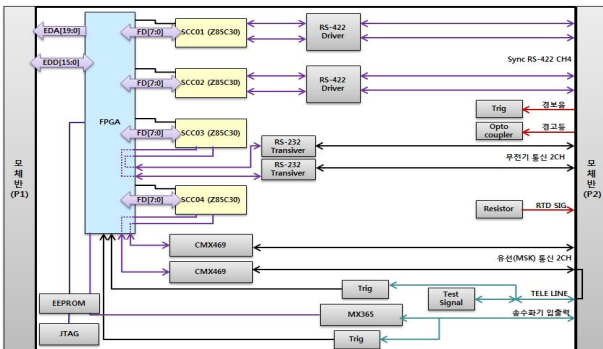 EDA[19:0]
EDD[15:0]
FPGA
FD[7:0]
SCC01 (Z85C30)
RS-422
Driver
Sync RS-422 CH4
FD[7:0]
SCC02 (Z85C30)
RS-422
Driver
Trig
경보음
Opto
coupler
경고등
FD[7:0]
SCC03 (Z85C30)
RS-232
Transiver
RS-232
Transiver
무전기 통신 2CH
모
체
반
(P1)
모
체
반
(P2)
FD[7:0]
SCC04 (Z85C30)
Resistor
RTD SIG.
CMX469
유선(MSK) 통신 2CH
CMX469
Trig
Test
Signal
TELE LINE
EEPROM
MX365
송수화기 입출력
JTAG
Trig